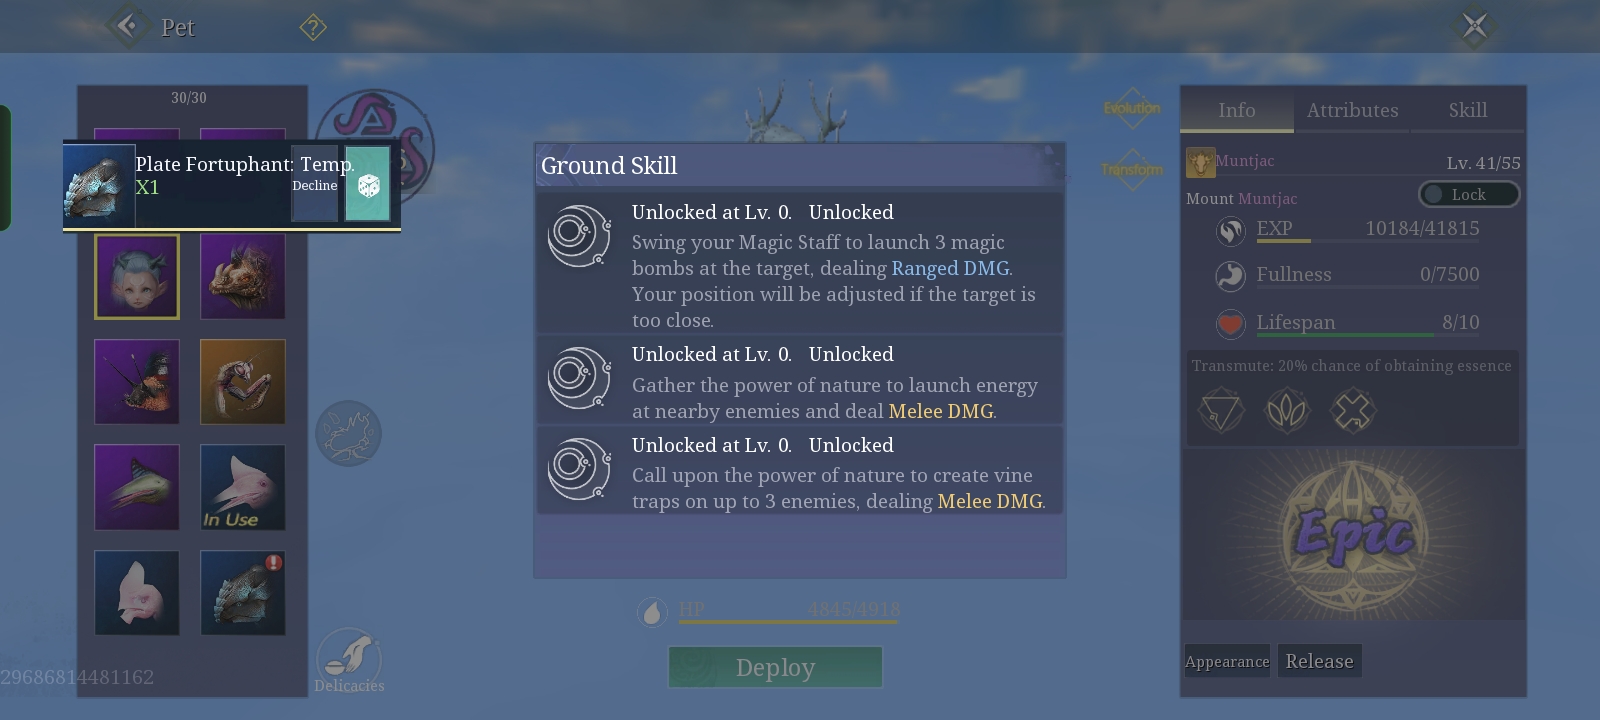 Pet
?
30/30
Plate Fortuphant: Temp.
X1
Decline
In Use
29686814481162
Delicacies
Ground Skill
Unlocked at Lv. 0. Unlocked
Swing your Magic Staff to launch 3 magic
bombs at the target, dealing Ranged DMG.
Your position will be adjusted if the target is
too close.
Unlocked at Lv. 0. Unlocked
Gather the power of nature to launch energy
at nearby enemies and deal Melee DMG.
Unlocked at Lv. 0. Unlocked
Call upon the power of nature to create vine
traps on up to 3 enemies, dealing Melee DMG.
HP 4845/4918
Deploy
Evolution
Transform
Info Attributes Skill
Muntjac Lv. 41/55
Mount Muntjac Lock
EXP 10184/41815
Fullness 0/7500
Lifespan 8/10
Transmute: 20% chance of obtaining essence
Epic
Appearance Release